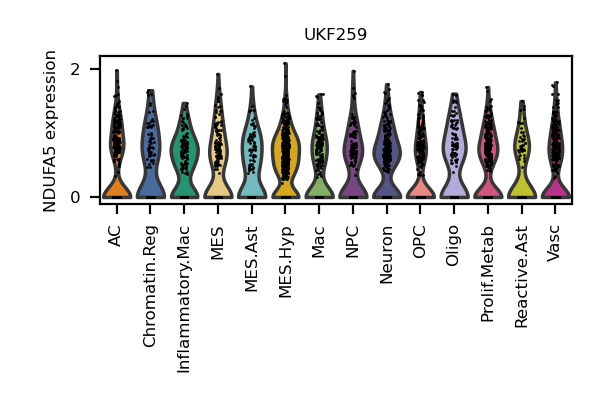 UKF259
NDUFA5 expression
2
0
AC
Chromatin.Reg
Inflammatory.Mac
MES
MES.Ast
MES.Hyp
Mac
NPC
Neuron
OPC
Oligo
Prolif.Metab
Reactive.Ast
Vasc